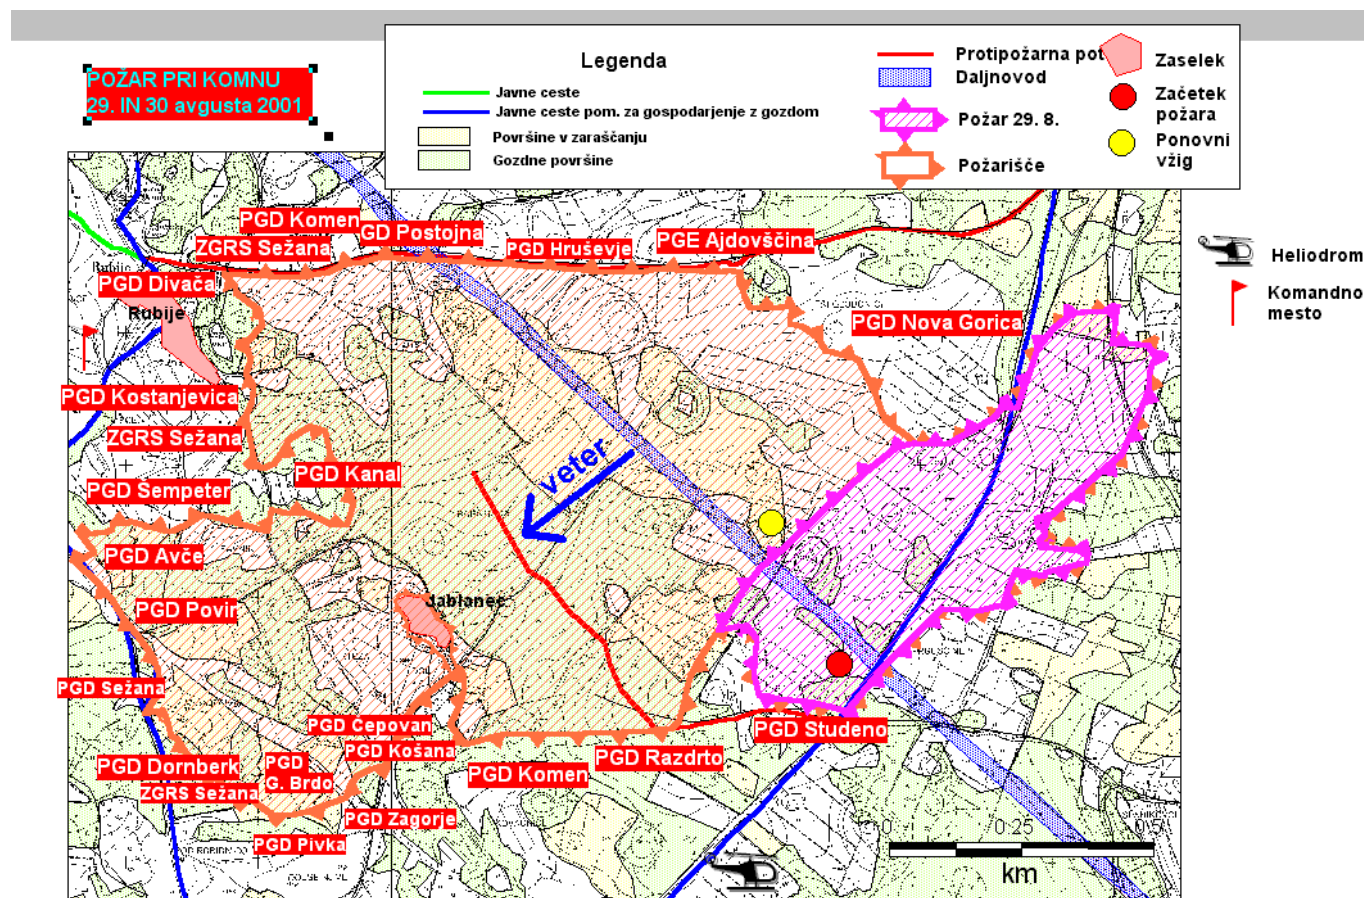 POŽAR PRI KOMNU
29. IN 30 avgusta 2001
Legenda
Javne ceste
Javne ceste pom. za gospodarjenje z gozdom
Površine v zaraščanju
Gozdne površine
Protipožarna pot
Daljnovod
Požar 29. 8.
Požarišče
Zaselek
Začetek
požara
Ponovni
vžig
Heliodrom
Komandno
mesto
PGD Komen
GD Postojna
ZGRS Sežana
PGD Hruševje
PGE Ajdovščina
PGD Divača
Rubije
PGD Nova Gorica
PGD Kostanjevica
ZGRS Sežana
PGD Kanal
veter
PGD Sempeter
PGD Avče
PGD Povir
Jablanec
PGD Sežana
PGD Čepovan
PGD Studeno
PGD Košana
PGD Razdrto
PGD Dornberk
PGD
G. Brdo
PGD Komen
ZGRS Sežana
PGD Zagorje
PGD Pivka
0 0.25 0.5
km